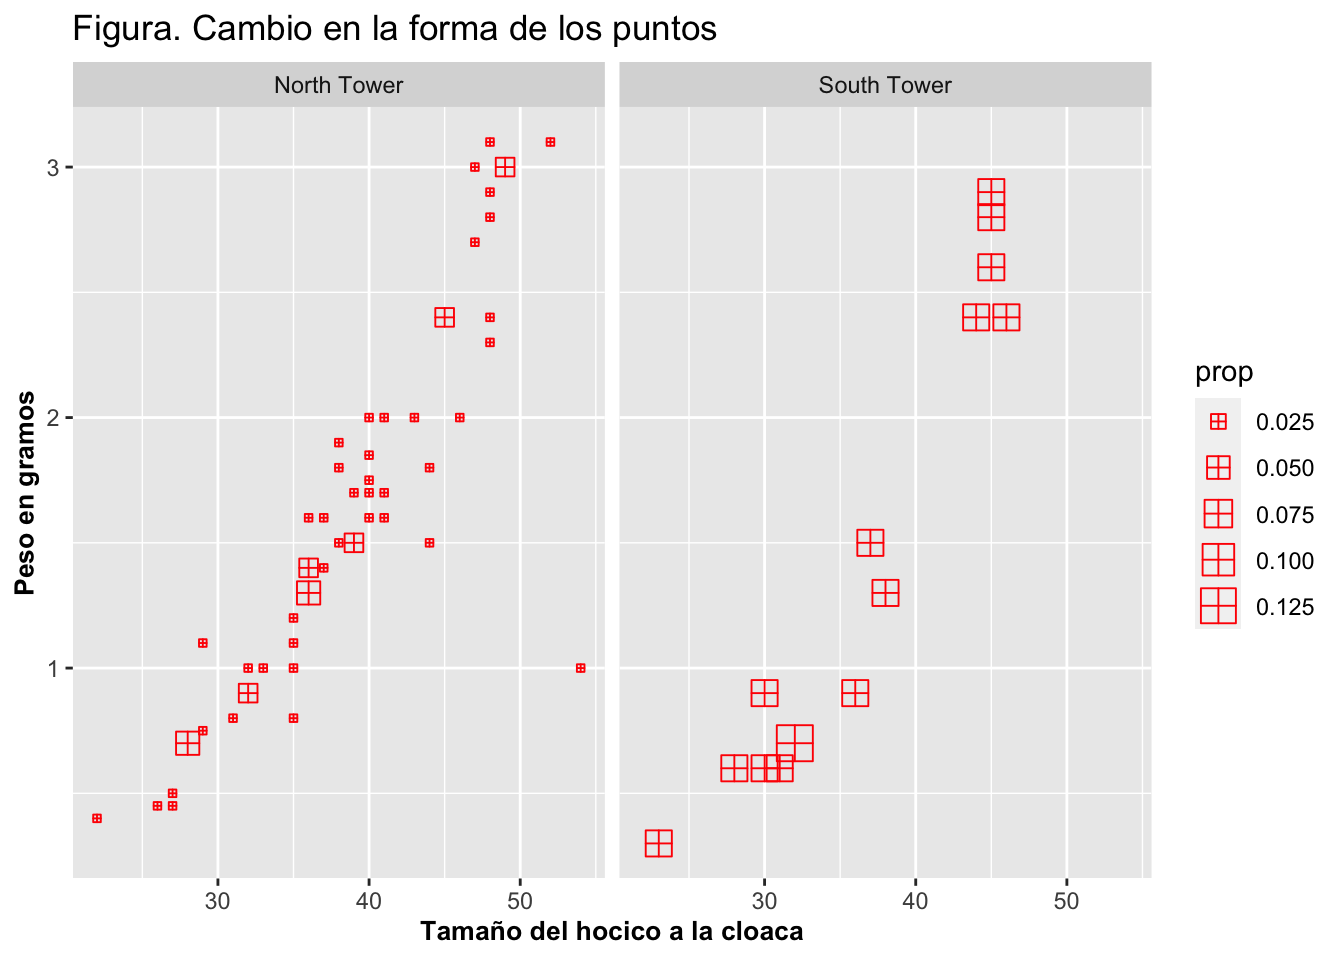 Figura. Cambio en la forma de los puntos
North Tower
South Tower
3
2
1
Peso en gramos
30 40 50
30 40 50
Tamaño del hocico a la cloaca
prop
0.025
0.050
0.075
0.100
0.125